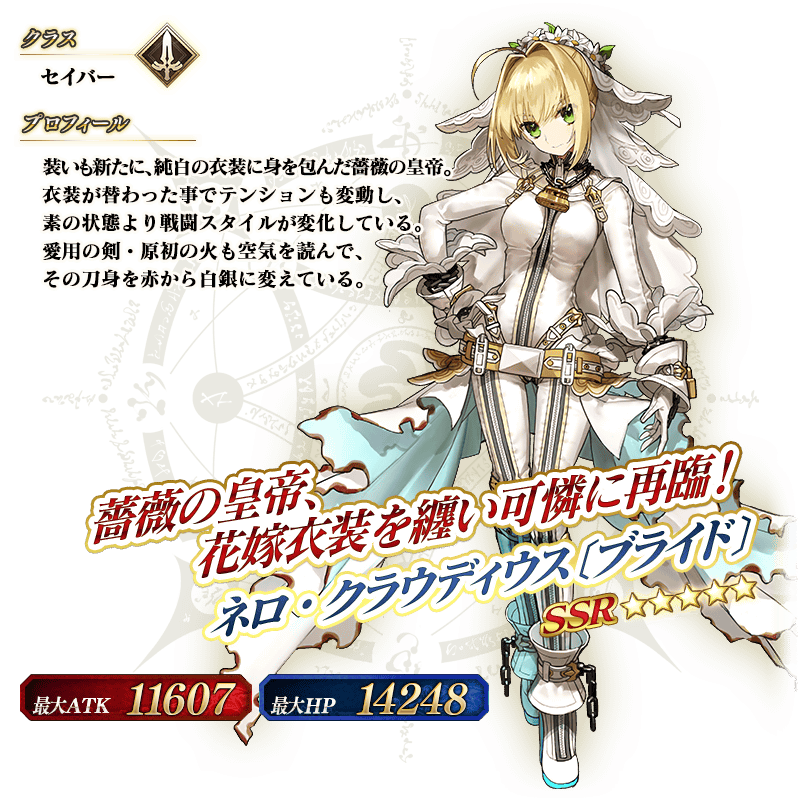 クラス
セイバー
プロフィール
装いも新たに、純白の衣装に身を包んだ薔薇の皇帝。
衣装が替わった事でテンションも変動し、
素の状態より戦闘スタイルが変化している。
愛用の剣・原初の火も空気を読んで、
その刀身を赤から白銀に変えている。
薔薇の皇帝、
花嫁衣装を纏い可憐に再臨！
ネロ・クラウディウス〔ブライド〕
SSR ☆☆☆☆☆
最大ATK 11607
最大HP 14248